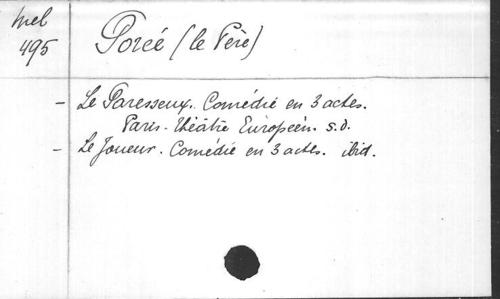 Mel
495
Porée (le Père)
- Le Paresseux. Comédie en 3 actes.
Paris. Théâtre Européen. s.d.
- Le Joueur. Comédie en 3 actes. ibid.